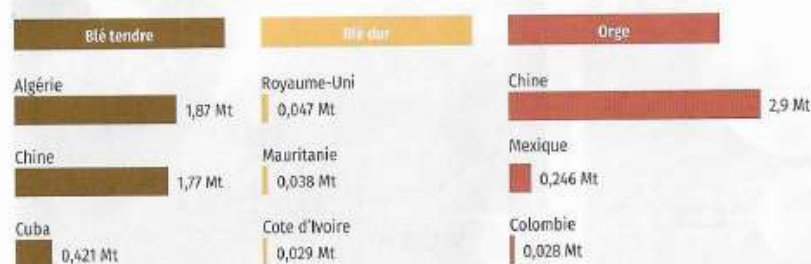 Blé tendre
Blé dur
Orge
Algérie
1,87 Mt
Chine
1,77 Mt
Cuba
0,421 Mt
Royaume-Uni
0,047 Mt
Mauritanie
0,038 Mt
Cote d'Ivoire
0,029 Mt
Chine
2,9 Mt
Mexique
0,246 Mt
Colombie
0,028 Mt